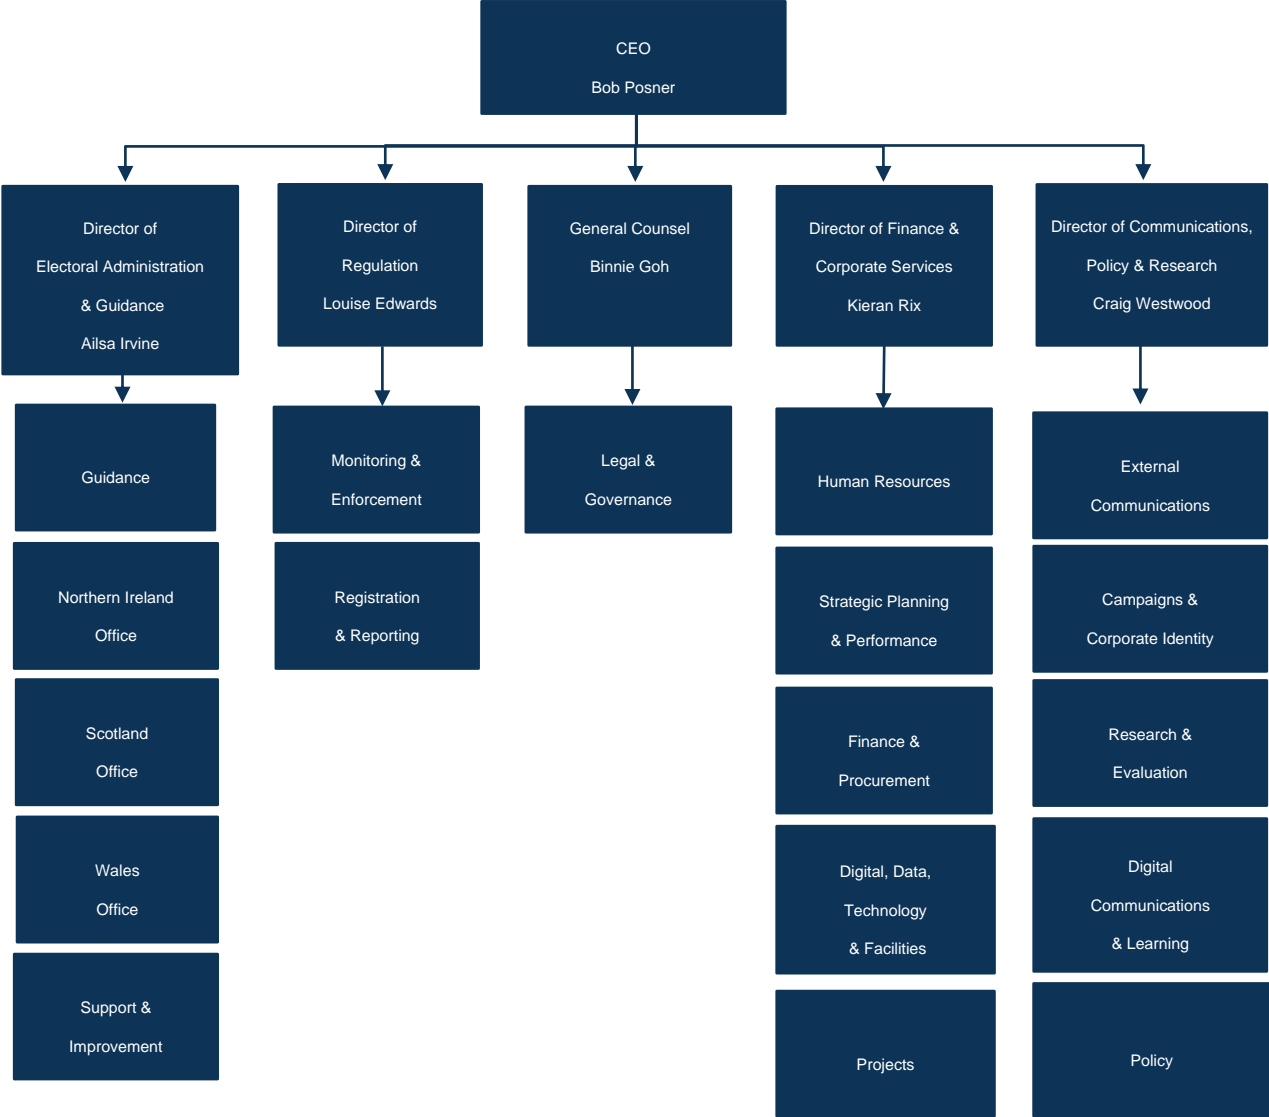 CEO
Bob Posner
Director of
Electoral Administration
& Guidance
Ailsa Irvine
Director of
Regulation
Louise Edwards
General Counsel
Binnie Goh
Director of Finance &
Corporate Services
Kieran Rix
Director of Communications,
Policy & Research
Craig Westwood
Guidance
Northern Ireland
Office
Scotland
Office
Wales
Office
Support &
Improvement
Monitoring &
Enforcement
Registration
& Reporting
Legal &
Governance
Human Resources
Strategic Planning
& Performance
Finance &
Procurement
Digital, Data,
Technology
& Facilities
Projects
External
Communications
Campaigns &
Corporate Identity
Research &
Evaluation
Digital
Communications
& Learning
Policy